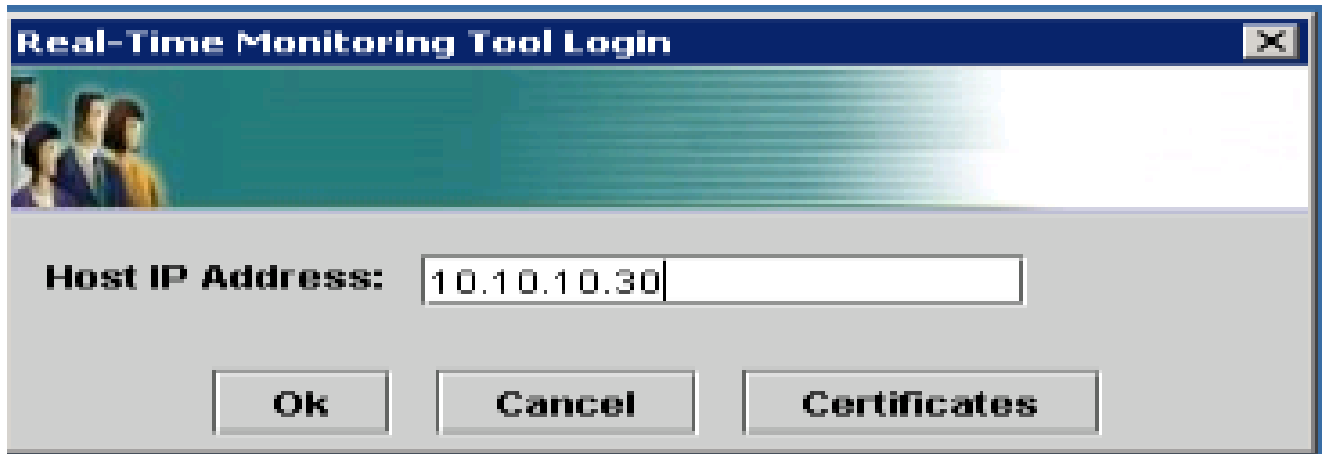 Real-Time Monitoring Tool Login
Host IP Address: 10.10.10.30
Ok Cancel Certificates